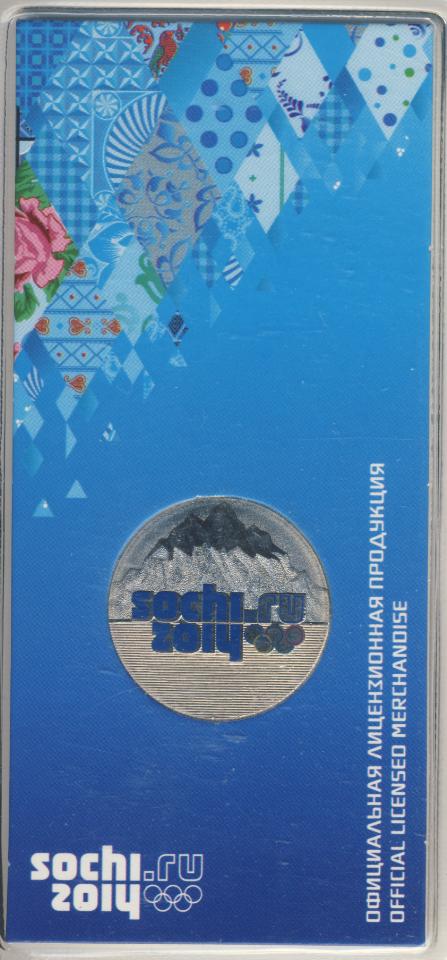 sochi.ru
2014
sochi.ru
2014
ОФИЦИАЛЬНАЯ ЛИЦЕНЗИОННАЯ ПРОДУКЦИЯ
OFFICIAL LICENSED MERCHANDISE